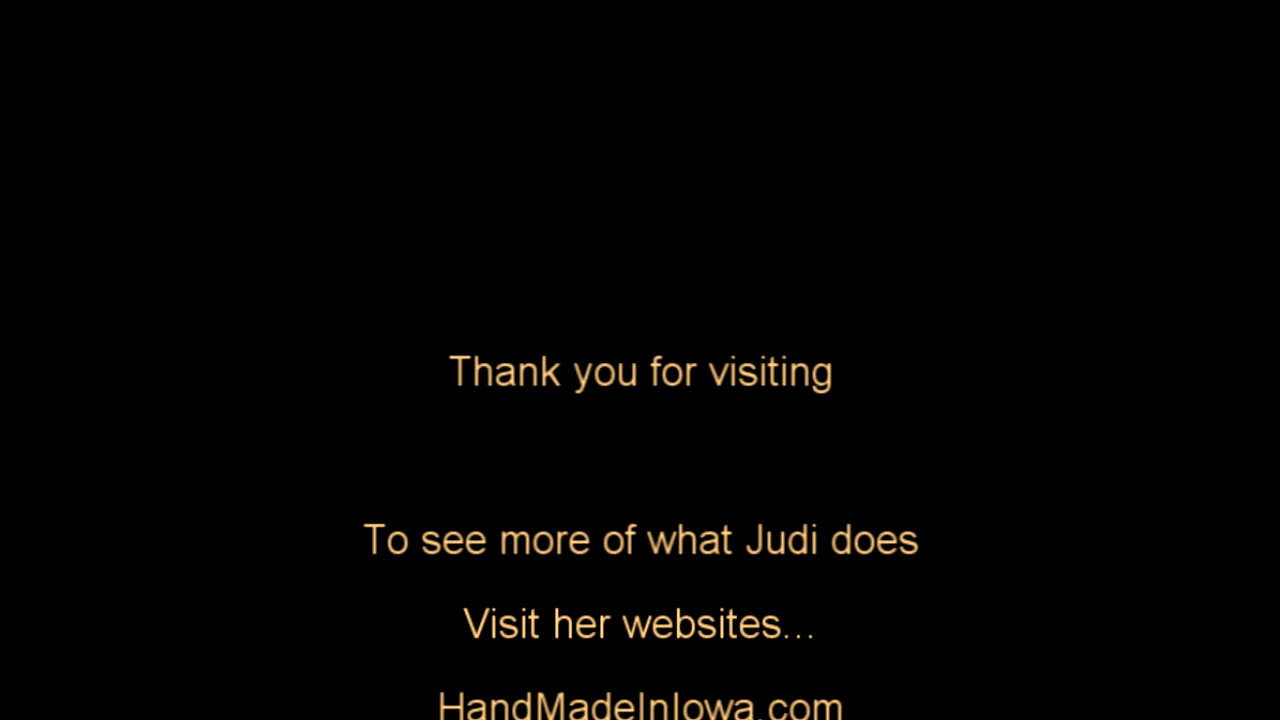 Thank you for visiting
To see more of what Judi does
Visit her websites...
HandMadeInIowa.com